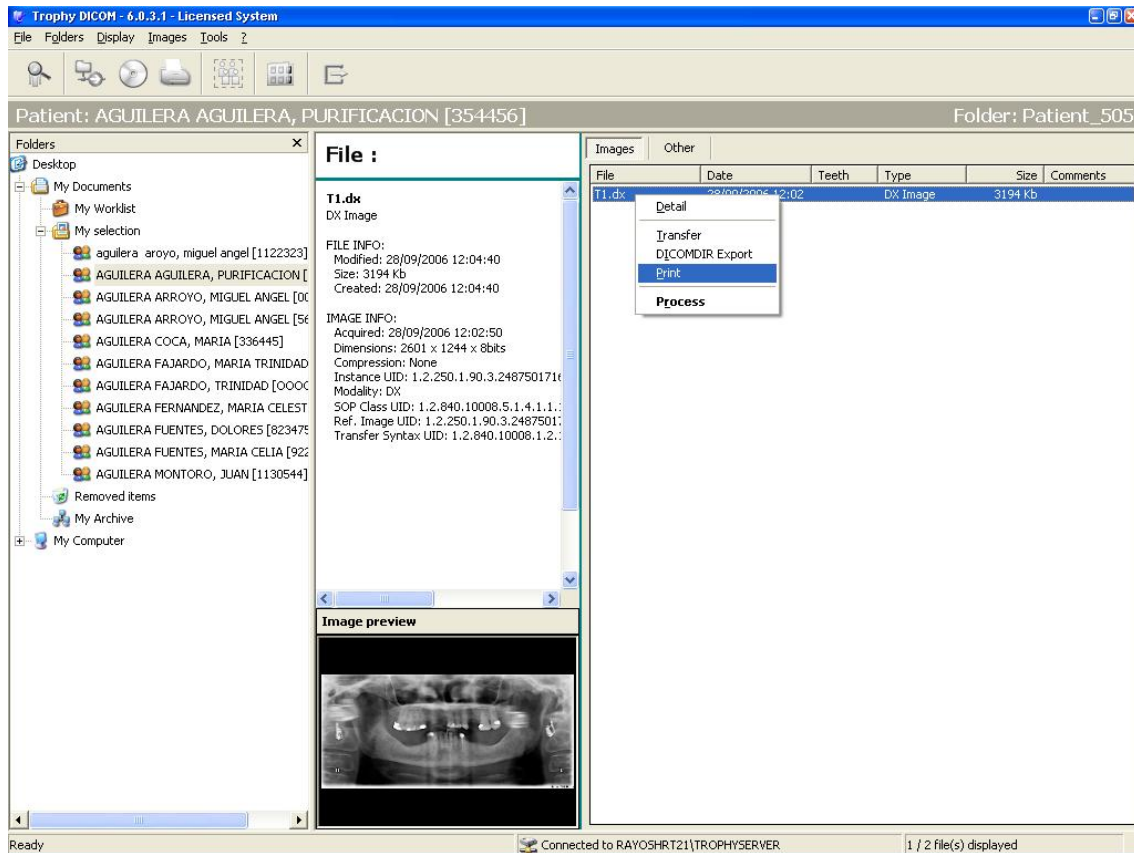 Trophy DICOM - 6.0.3.1 - Licensed System
File Folders Display Images Tools ?
Patient: AGUILERA AGUILERA, PURIFICACION [354456] Folder: Patient_505
Folders
Desktop
My Documents
My Worklist
My selection
aguilera aroyo, miguel angel [1122323]
AGUILERA AGUILERA, PURIFICACION [
AGUILERA ARROYO, MIGUEL ANGEL [00
AGUILERA ARROYO, MIGUEL ANGEL [56
AGUILERA COCA, MARIA [336445]
AGUILERA FAJARDO, MARIA TRINIDAD
AGUILERA FAJARDO, TRINIDAD
AGUILERA FERNANDEZ, MARIA CELEST
AGUILERA FUENTES, DOLORES [823475
AGUILERA FUENTES, MARIA CELIA [922
AGUILERA MONTORO, JUAN [1130544]
Removed items
My Archive
My Computer
File :
T1.dx
DX Image
FILE INFO:
Modified: 28/09/2006 12:04:40
Size: 3194 Kb
Created: 28/09/2006 12:04:40
IMAGE INFO:
Acquired: 28/09/2006 12:02:50
Dimensions: 2601 x 1244 x 8bits
Compression: None
Instance UID: 1.2.250.1.90.3.248750171
Modality: DX
SOP Class UID: 1.2.840.10008.5.1.4.1.1.
Ref. Image UID: 1.2.250.1.90.3.2487501
Transfer Syntax UID: 1.2.840.10008.1.2.
Image preview
Images Other
File Date Teeth Type Size Comments
T1.dx 28/09/2006 12:02 DX Image 3194 Kb
Detail
Transfer
DICOMDIR Export
Print
Process
Ready Connected to RAYOSHRT21\TROPHYSERVER 1 / 2 file(s) displayed